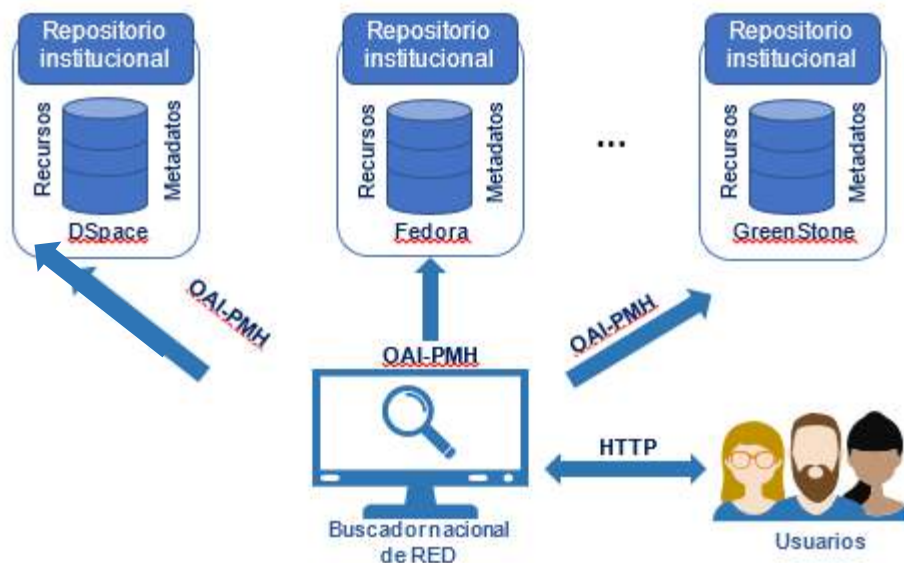 Repositorio
institucional
Recursos
Metadatos
DSpace
Repositorio
institucional
Recursos
Metadatos
Fedora
...
Repositorio
institucional
Recursos
Metadatos
GreenStone
OAI-PMH
OAI-PMH
OAI-PMH
HTTP
Buscador nacional
de RED
Usuarios